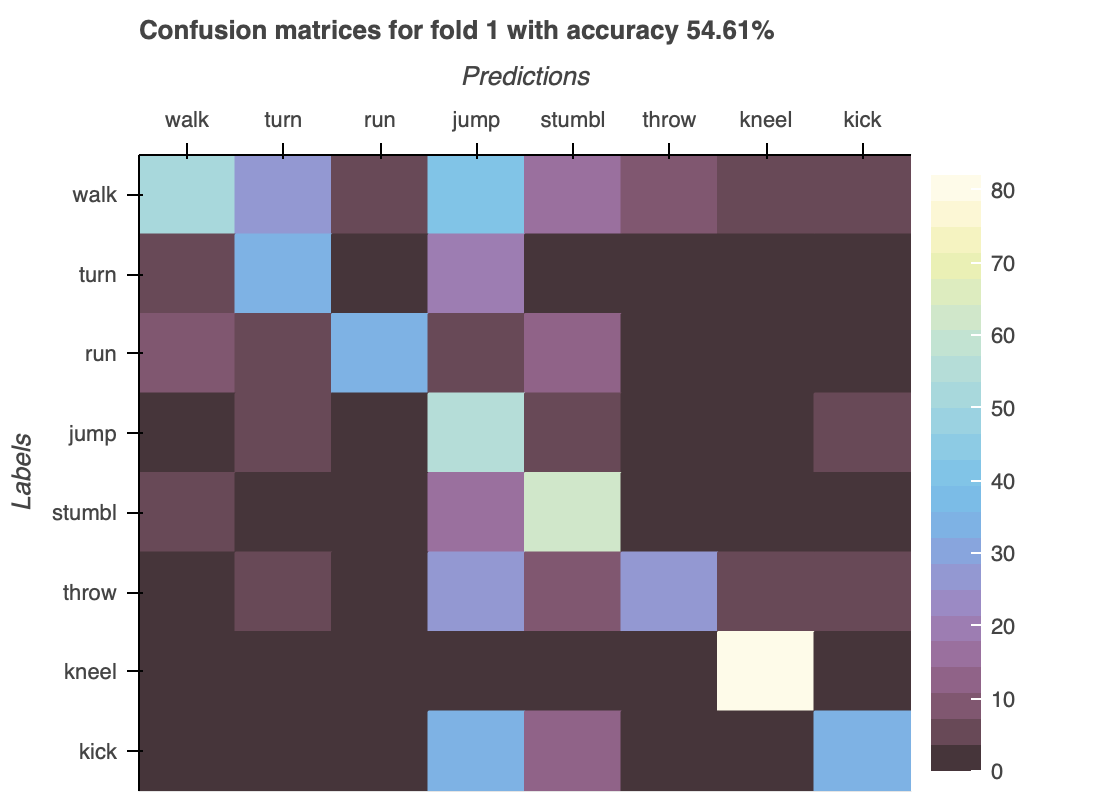 Confusion matrices for fold 1 with accuracy 54.61%
Predictions
walk turn run jump stumbl throw kneel kick
walk
turn
run
jump
stumbl
throw
kneel
kick
Labels
80
70
60
50
40
30
20
10
0